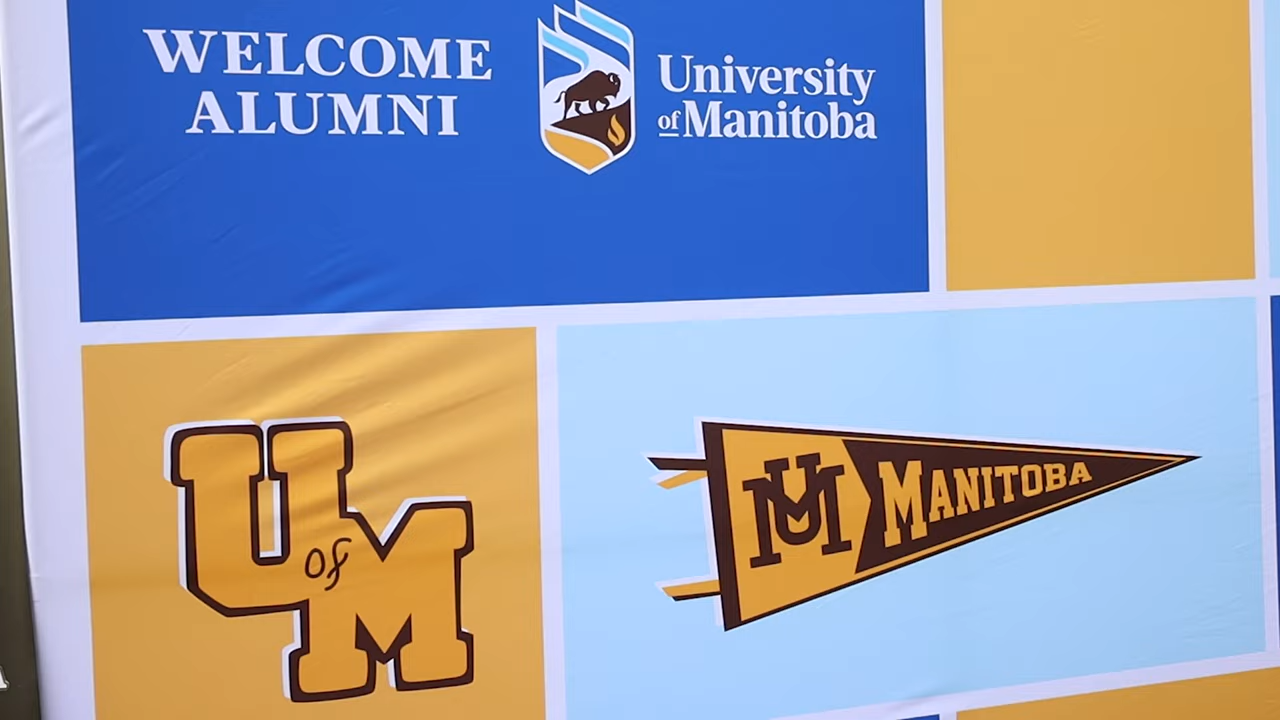 WELCOME
ALUMNI
University
of Manitoba
U of M
UM
MANITOBA